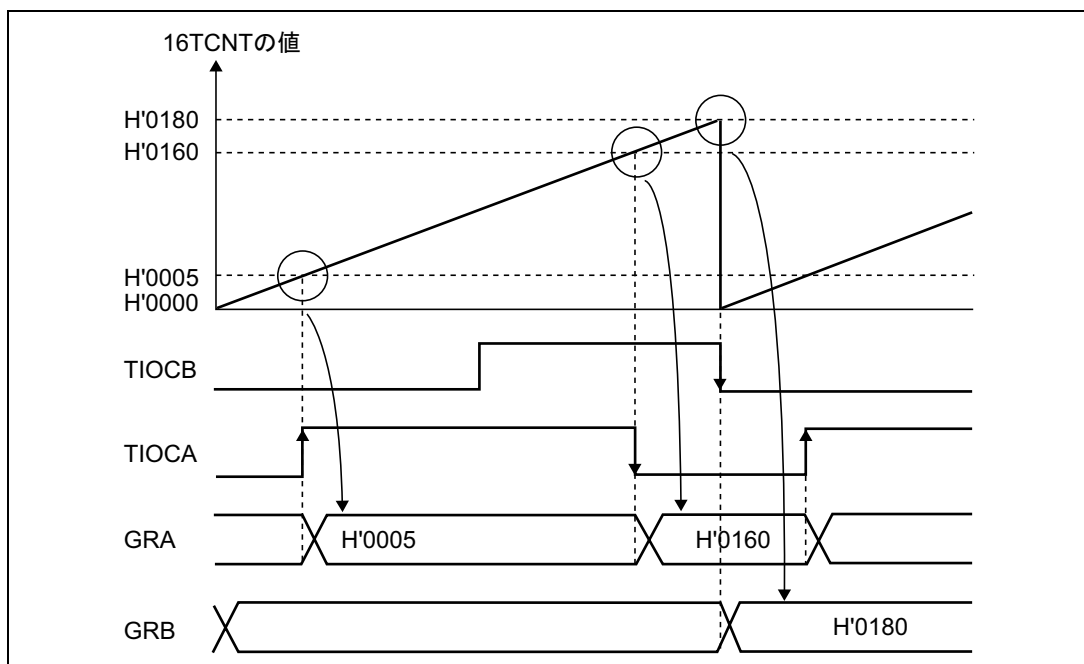 16TCNTの値
H'0180
H'0160
H'0005
H'0000
TIOCB
TIOCA
GRA
H'0005
H'0160
GRB
H'0180